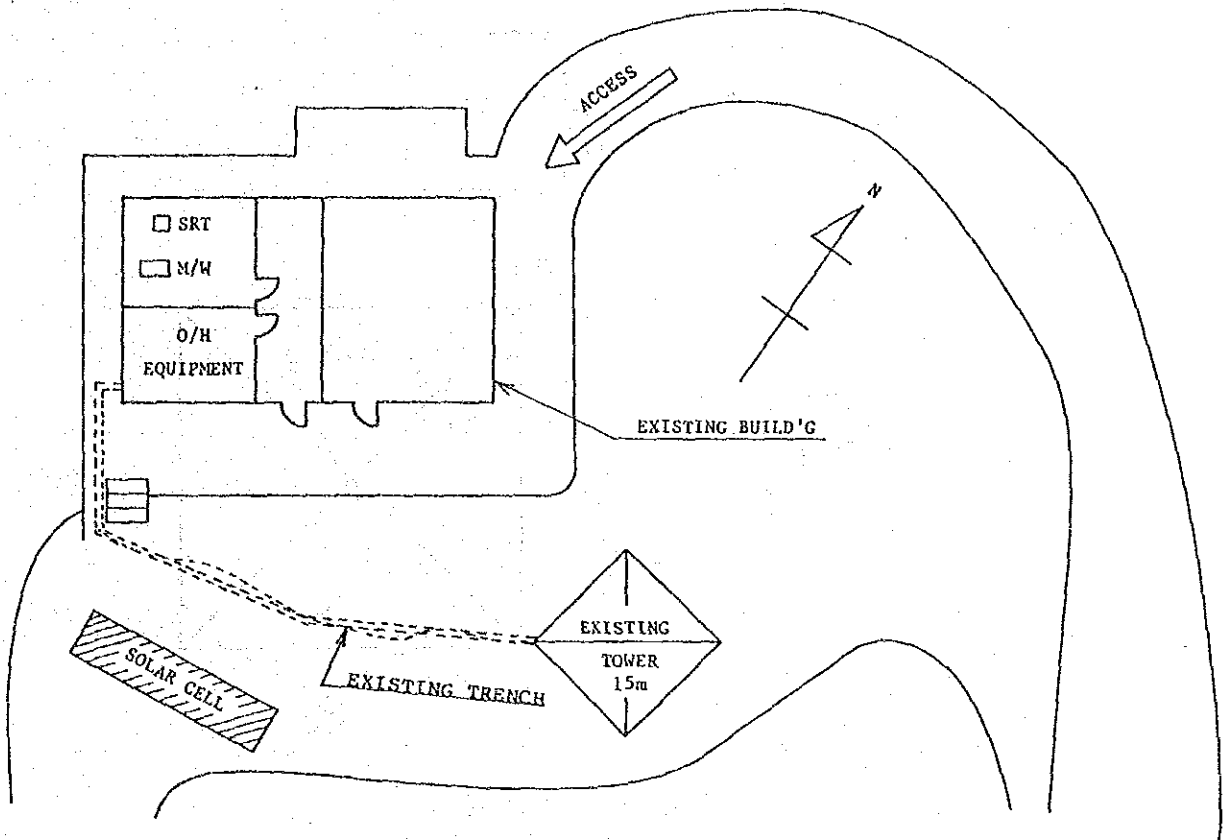 ACCESS
N
SRT
M/W
O/H
EQUIPMENT
EXISTING BUILD'G
EXISTING
TOWER
15m
SOLAR CELL
EXISTING TRENCH